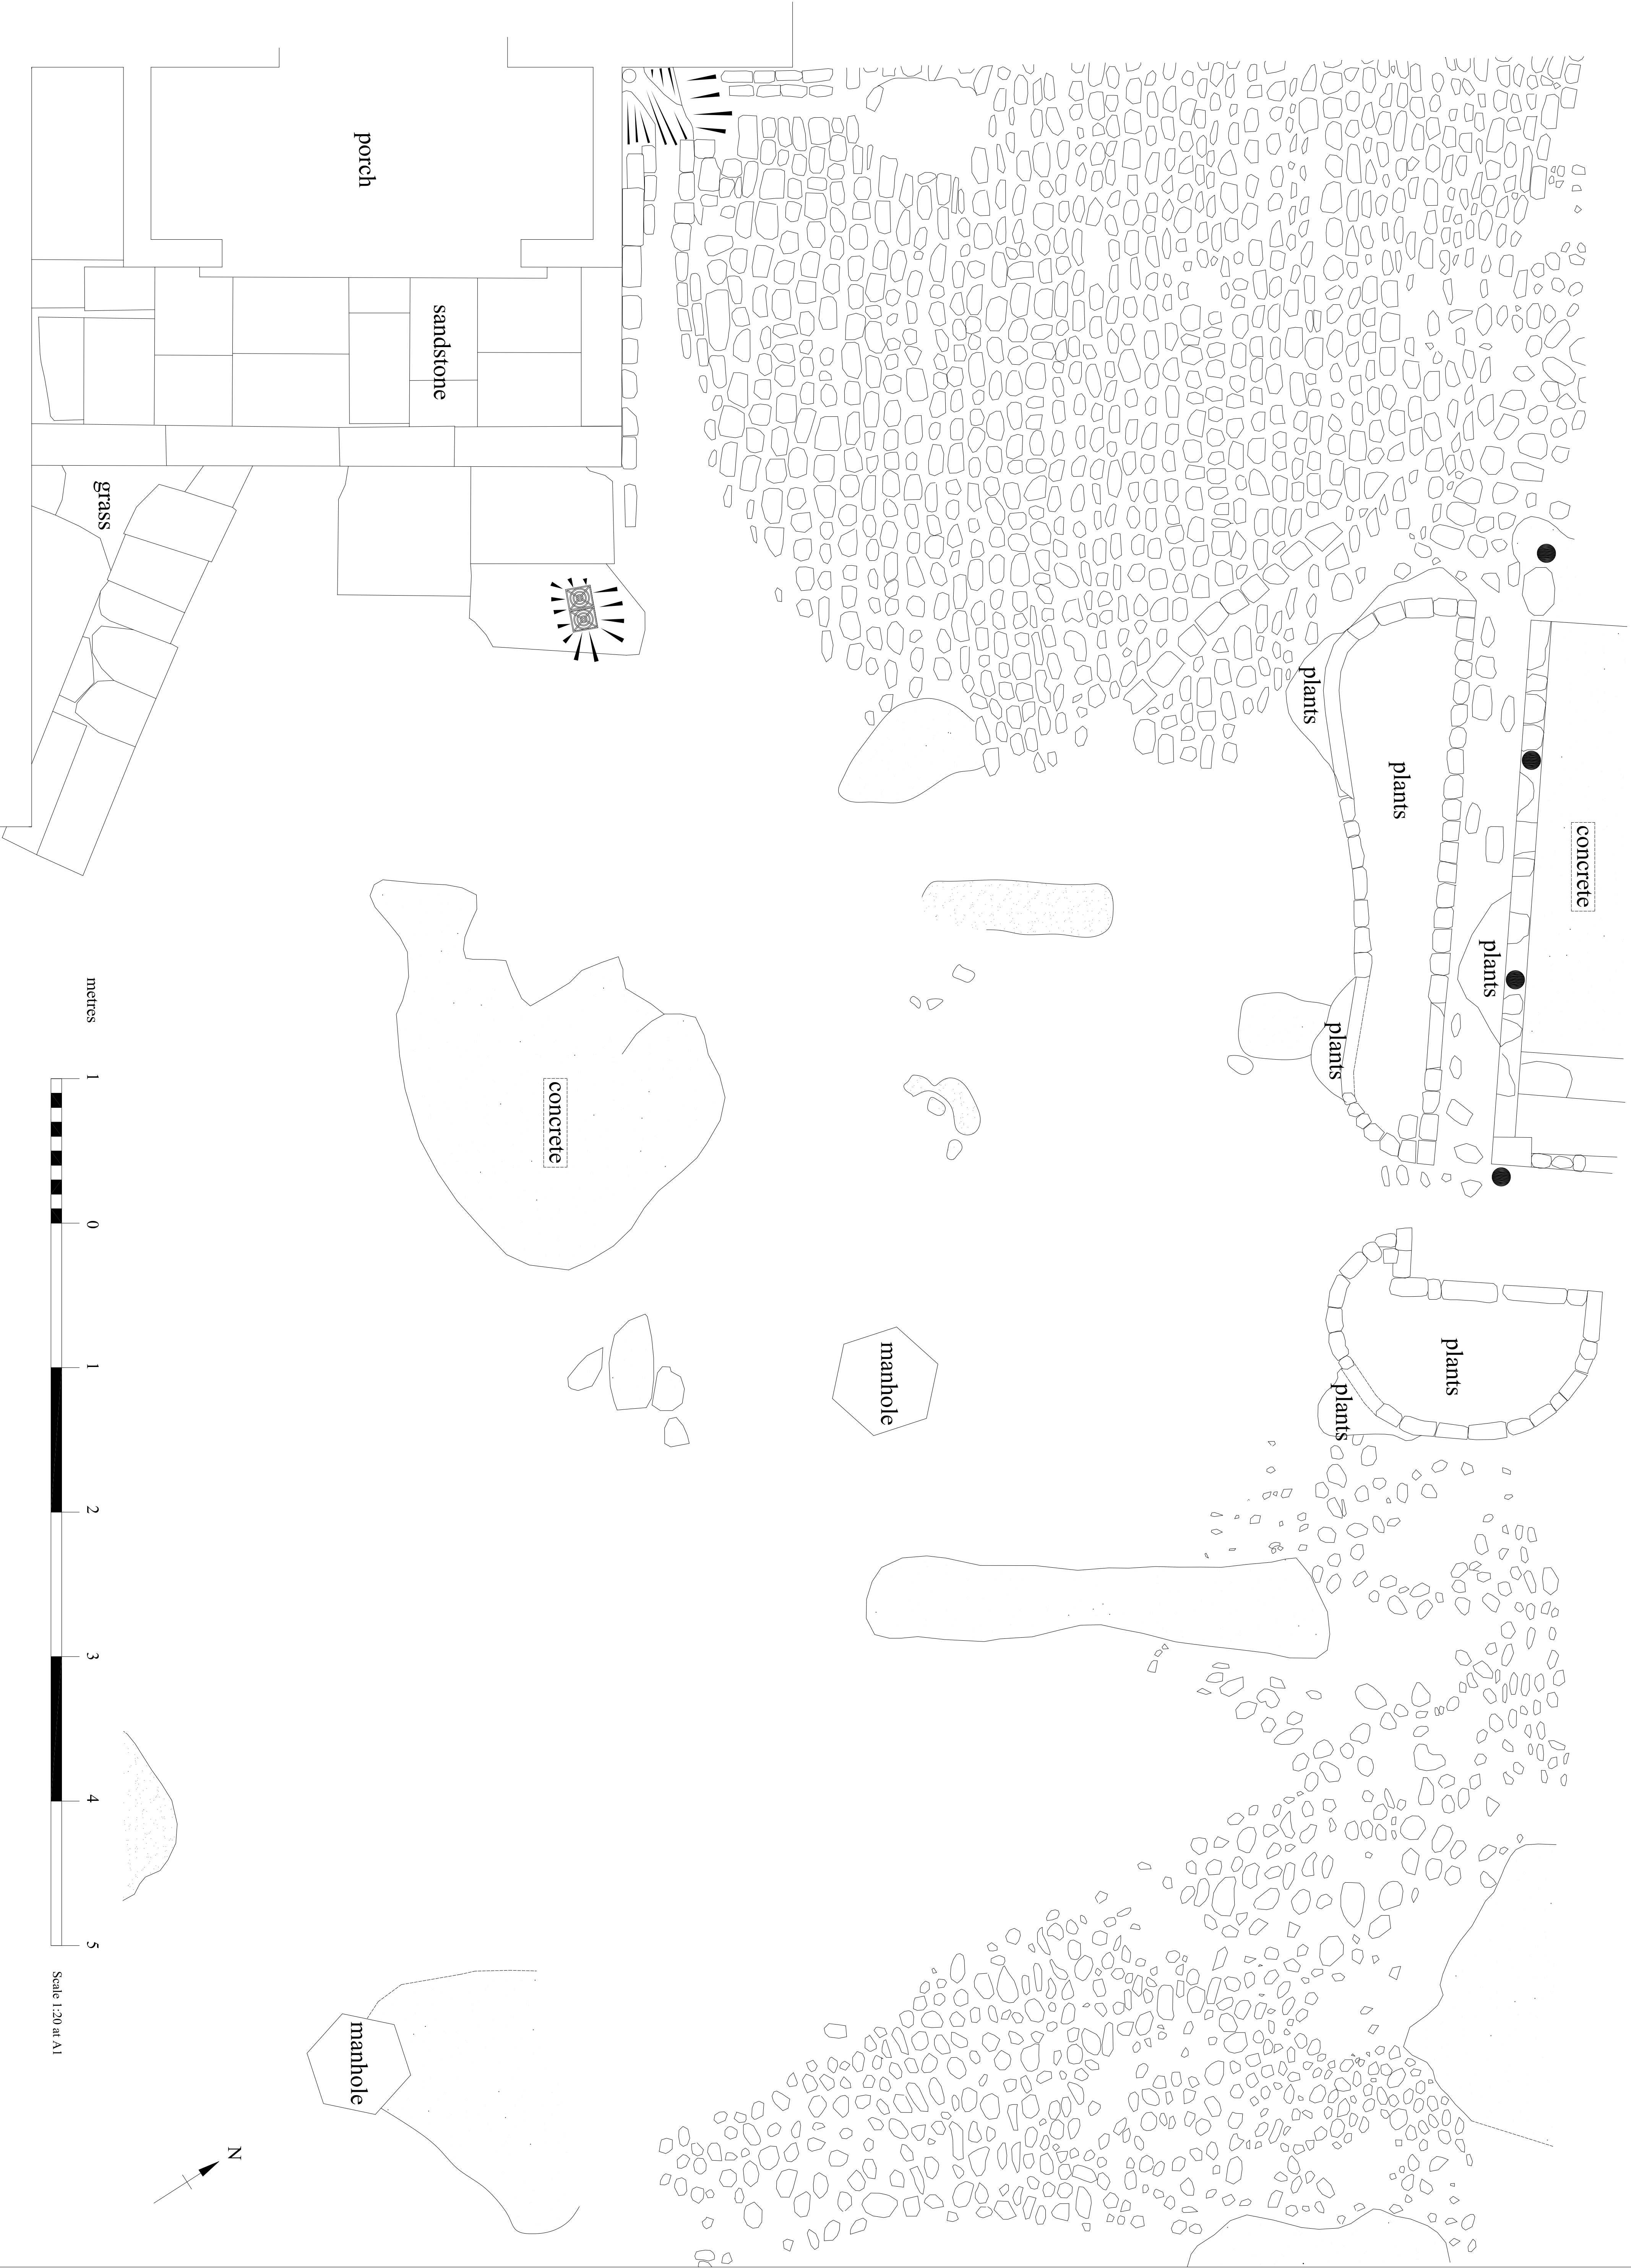 porch
sandstone
grass
plants
plants
concrete
plants
plants
concrete
manhole
plants
plants
manhole
metres
1
0
1
2
3
4
5
Scale 1:20 at A1
N